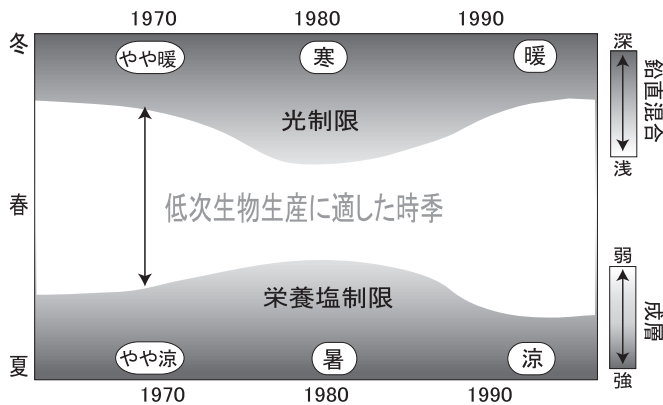 1970 1980 1990
冬 やや暖 寒 暖 深
光制限 鉛直混合
浅
春 低次生物生産に適した時季
弱
栄養塩制限 成層
夏 やや涼 暑 涼 強
1970 1980 1990